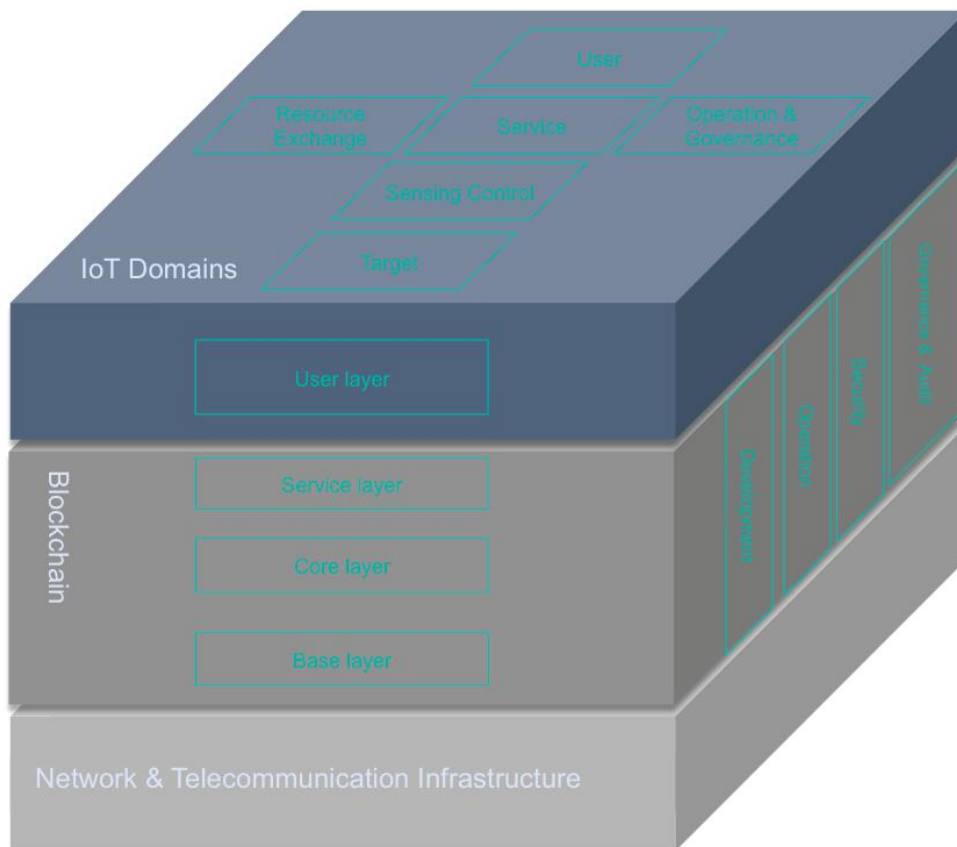 User
Resource
Exchange
Service
Operation &
Governance
Sensing Control
Target
IoT Domains
User layer
Blockchain
Service layer
Core layer
Base layer
Development
Operation
Security
Governance & Audit
Network & Telecommunication Infrastructure